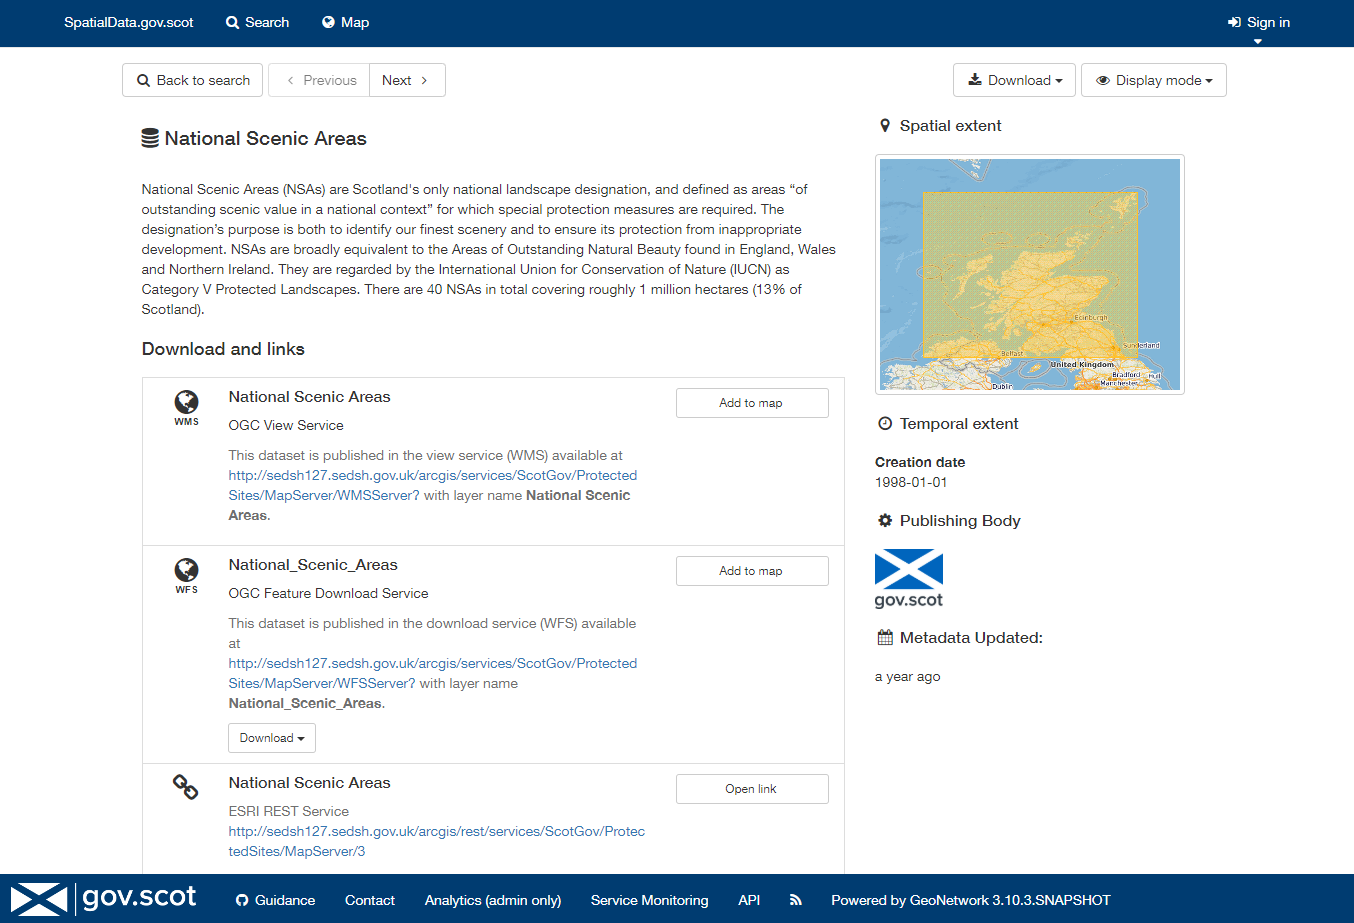 SpatialData.gov.scot Search Map Sign in
Back to search Previous Next Download Display mode
National Scenic Areas
National Scenic Areas (NSAs) are Scotland's only national landscape designation, and defined as areas “of
outstanding scenic value in a national context” for which special protection measures are required. The
designation’s purpose is both to identify our finest scenery and to ensure its protection from inappropriate
development. NSAs are broadly equivalent to the Areas of Outstanding Natural Beauty found in England, Wales
and Northern Ireland. They are regarded by the International Union for Conservation of Nature (IUCN) as
Category V Protected Landscapes. There are 40 NSAs in total covering roughly 1 million hectares (13% of
Scotland).
Download and links
WMS
National Scenic Areas
Add to map
OGC View Service
This dataset is published in the view service (WMS) available at
http://sedsh127.sedsh.gov.uk/arcgis/services/ScotGov/Protected
Sites/MapServer/WMSServer? with layer name National Scenic
Areas.
WFS
National_Scenic_Areas
Add to map
OGC Feature Download Service
This dataset is published in the download service (WFS) available
at
http://sedsh127.sedsh.gov.uk/arcgis/services/ScotGov/Protected
Sites/MapServer/WFSServer? with layer name
National_Scenic_Areas.
Download
National Scenic Areas
Open link
ESRI REST Service
http://sedsh127.sedsh.gov.uk/arcgis/rest/services/ScotGov/Protec
tedSites/MapServer/3
Spatial extent
Edinburgh
Sunderland
Belfast
United Kingdom
Bradford
Hull
Manchester
Dublin
Temporal extent
Creation date
1998-01-01
Publishing Body
gov.scot
Metadata Updated:
a year ago
gov.scot Guidance Contact Analytics (admin only) Service Monitoring API Powered by GeoNetwork 3.10.3.SNAPSHOT